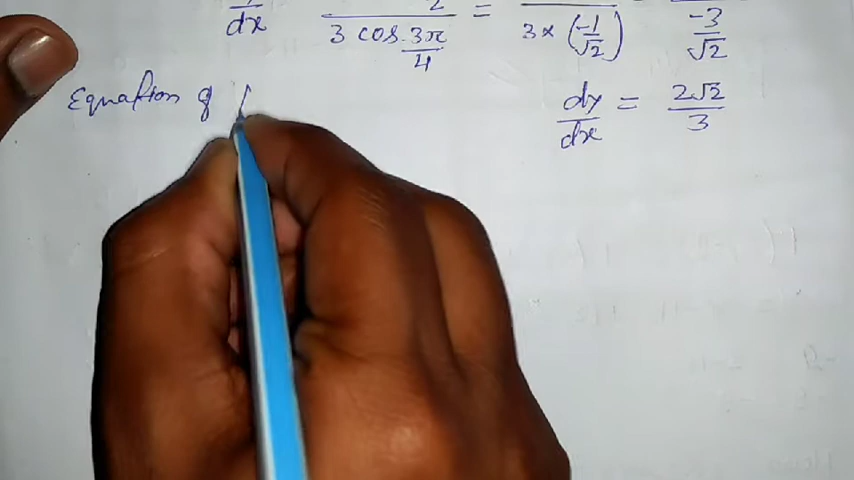 dx 3 cos 3π/4 = 3× (-1/√2) -3/√2
Equation of
dy/dx = 2√2/3